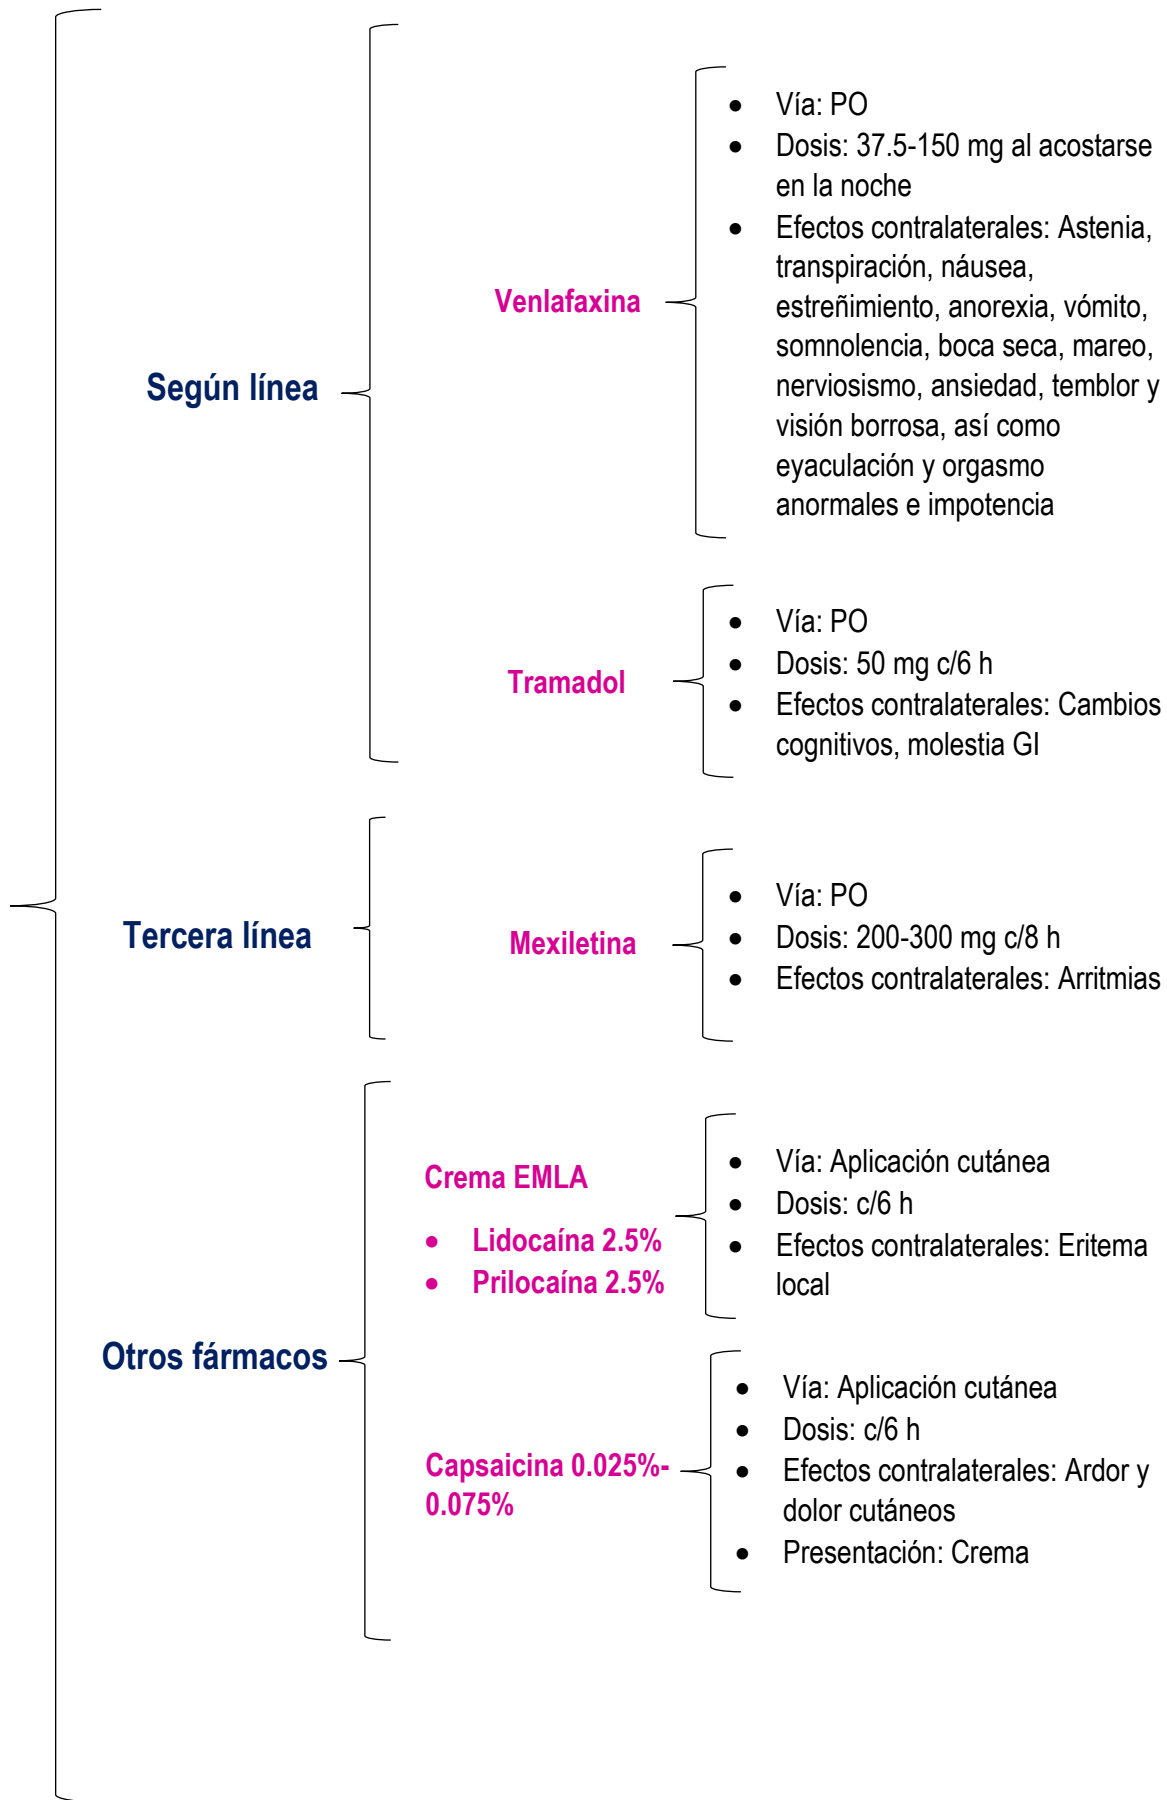 Según línea
Venlafaxina
• Vía: PO
• Dosis: 37.5-150 mg al acostarse
en la noche
• Efectos contralaterales: Astenia,
transpiración, náusea,
estreñimiento, anorexia, vómito,
somnolencia, boca seca, mareo,
nerviosismo, ansiedad, temblor y
visión borrosa, así como
eyaculación y orgasmo
anormales e impotencia
Tramadol
• Vía: PO
• Dosis: 50 mg c/6 h
• Efectos contralaterales: Cambios
cognitivos, molestia GI
Tercera línea
Mexiletina
• Vía: PO
• Dosis: 200-300 mg c/8 h
• Efectos contralaterales: Arritmias
Otros fármacos
Crema EMLA
• Lidocaína 2.5%
• Prilocaína 2.5%
• Vía: Aplicación cutánea
• Dosis: c/6 h
• Efectos contralaterales: Eritema
local
Capsaicina 0.025%-
0.075%
• Vía: Aplicación cutánea
• Dosis: c/6 h
• Efectos contralaterales: Ardor y
dolor cutáneos
• Presentación: Crema